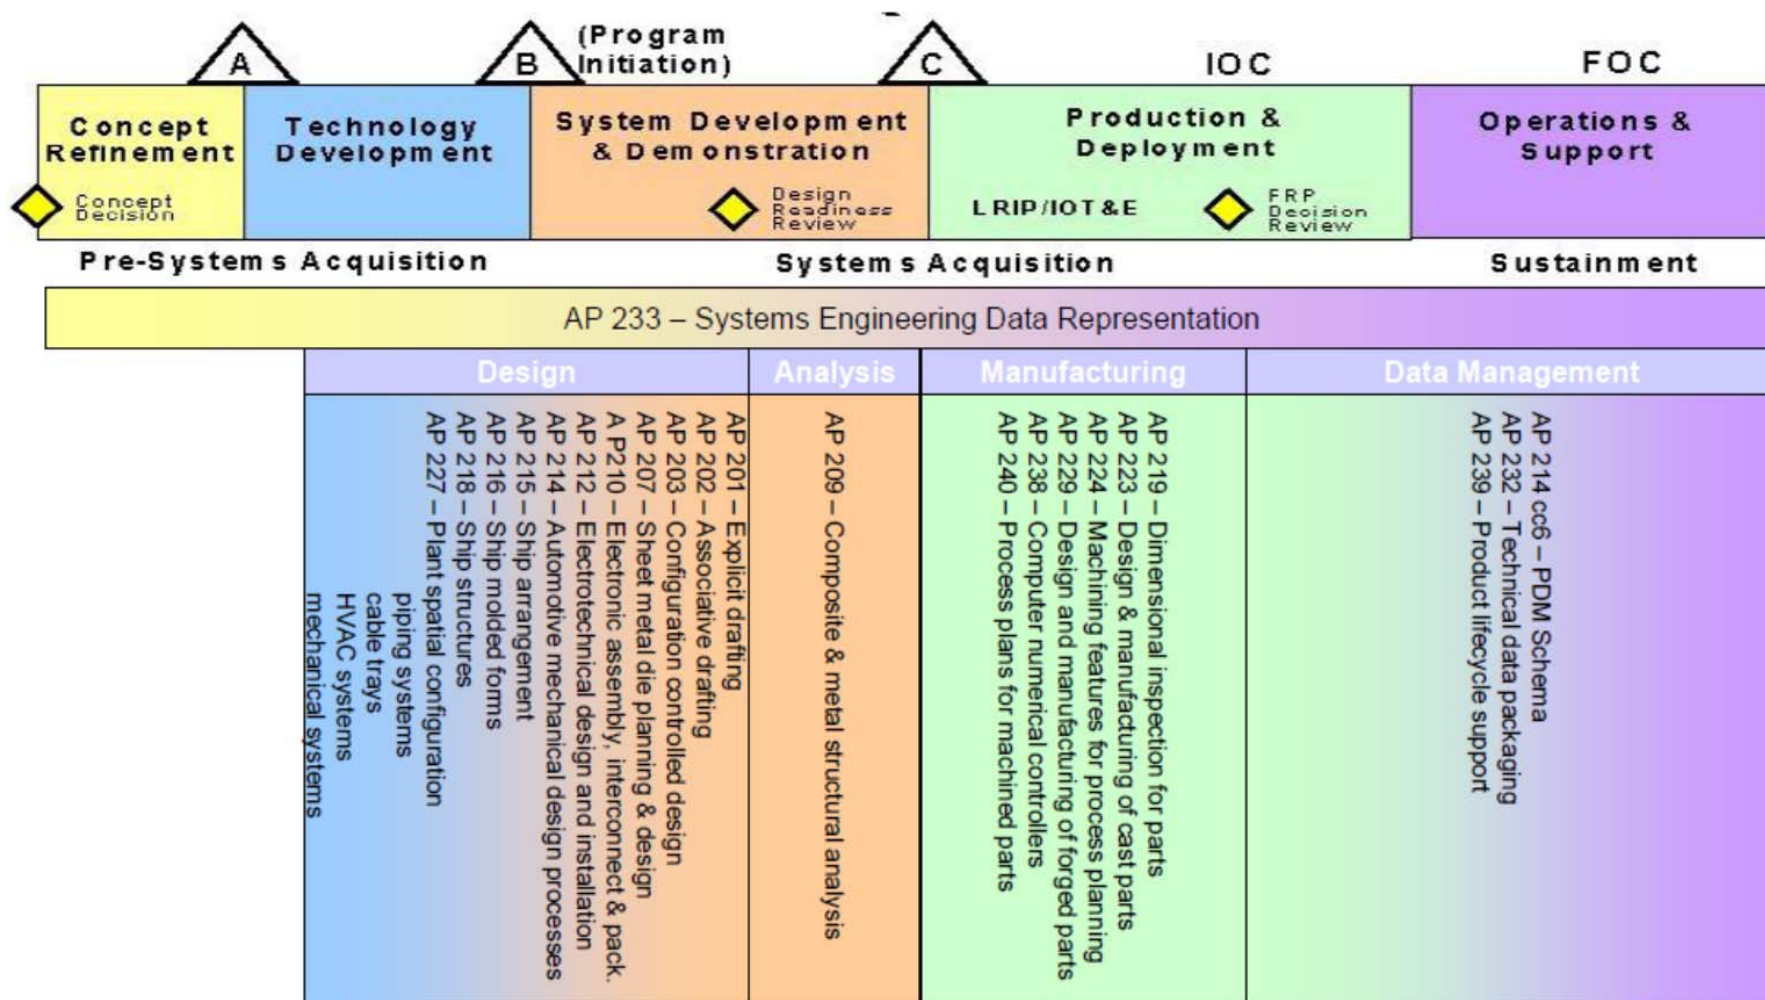 A
B
(Program
Initiation)
C
IOC
FOC
Concept
Refinement
Technology
Development
System Development
& Demonstration
Production &
Deployment
Operations &
Support
Concept
Decision
Design
Readiness
Review
LRIP/IOT&E
FRP
Decision
Review
Pre-Systems Acquisition
Systems Acquisition
Sustainment
AP 233 – Systems Engineering Data Representation
Design
Analysis
Manufacturing
Data Management
AP 201 – Explicit drafting
AP 202 – Associative drafting
AP 203 – Configuration controlled design
AP 207 – Sheet metal die planning & design
A P210 – Electronic assembly, interconnect & pack.
AP 212 – Electrotechnical design and installation
AP 214 – Automotive mechanical design processes
AP 215 – Ship arrangement
AP 216 – Ship molded forms
AP 218 – Ship structures
AP 227 – Plant spatial configuration
piping systems
cable trays
HVAC systems
mechanical systems
AP 209 – Composite & metal structural analysis
AP 219 – Dimensional inspection for parts
AP 223 – Design & manufacturing of cast parts
AP 224 – Machining features for process planning
AP 229 – Design and manufacturing of forged parts
AP 238 – Computer numerical controllers
AP 240 – Process plans for machined parts
AP 214 cc6 – PDM Schema
AP 232 – Technical data packaging
AP 239 – Product lifecycle support